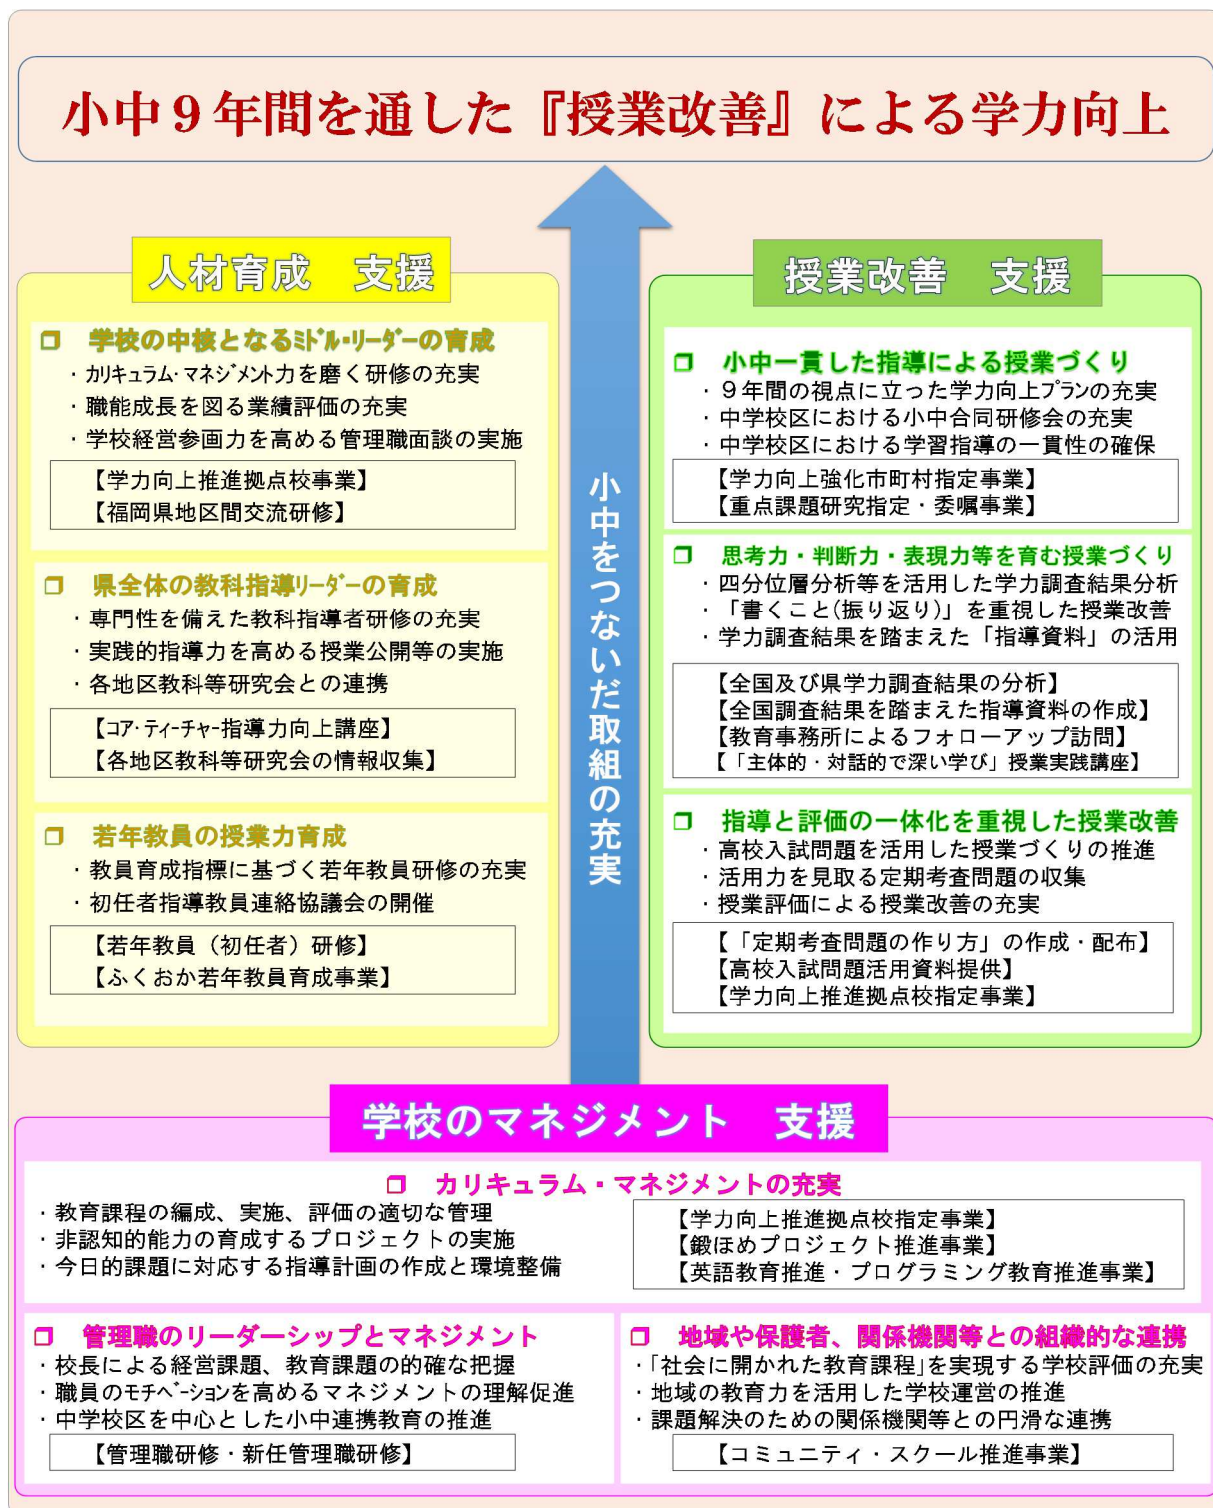 小中９年間を通した『授業改善』による学力向上
人材育成　支援
❒　学校の中核となるﾐﾄﾞﾙ・ﾘｰﾀﾞｰの育成
・ｶﾘｷｭﾗﾑ･ﾏﾈｼﾞﾒﾝﾄ力を磨く研修の充実
・職能成長を図る業績評価の充実
・学校経営参画力を高める管理職面談の実施
【学力向上推進拠点校事業】
【福岡県地区間交流研修】
❒　県全体の教科指導ﾘｰﾀﾞｰの育成
・専門性を備えた教科指導者研修の充実
・実践的指導力を高める授業公開等の実施
・各地区教科等研究会との連携
【ｺｱ･ﾃｨｰﾁｬｰ指導力向上講座】
【各地区教科等研究会の情報収集】
❒　若年教員の授業力育成
・教員育成指標に基づく若年教員研修の充実
・初任者指導教員連絡協議会の開催
【若年教員（初任者）研修】
【ふくおか若年教員育成事業】
小中をつないだ取組の充実
授業改善　支援
❒　小中一貫した指導による授業づくり
・９年間の視点に立った学力向上ﾌﾟﾗﾝの充実
・中学校区における小中合同研修会の充実
・中学校区における学習指導の一貫性の確保
【学力向上強化市町村指定事業】
【重点課題研究指定・委嘱事業】
❒　思考力・判断力・表現力等を育む授業づくり
・四分位層分析等を活用した学力調査結果分析
・「書くこと(振り返り)」を重視した授業改善
・学力調査結果を踏まえた「指導資料」の活用
【全国及び県学力調査結果の分析】
【全国調査結果を踏まえた指導資料の作成】
【教育事務所によるフォローアップ訪問】
【「主体的・対話的で深い学び」授業実践講座】
❒　指導と評価の一体化を重視した授業改善
・高校入試問題を活用した授業づくりの推進
・活用力を見取る定期考査問題の収集
・授業評価による授業改善の充実
【「定期考査問題の作り方」の作成・配布】
【高校入試問題活用資料提供】
【学力向上推進拠点校指定事業】
学校のマネジメント　支援
❒　カリキュラム・マネジメントの充実
・教育課程の編成、実施、評価の適切な管理
・非認知的能力の育成するプロジェクトの実施
・今日的課題に対応する指導計画の作成と環境整備
【学力向上推進拠点校指定事業】
【鍛ほめプロジェクト推進事業】
【英語教育推進・プログラミング教育推進事業】
❒　管理職のリーダーシップとマネジメント
・校長による経営課題、教育課題の的確な把握
・職員のﾓﾁﾍﾞｰｼｮﾝを高めるマネジメントの理解促進
・中学校区を中心とした小中連携教育の推進
【管理職研修・新任管理職研修】
❒　地域や保護者、関係機関等との組織的な連携
・「社会に開かれた教育課程」を実現する学校評価の充実
・地域の教育力を活用した学校運営の推進
・課題解決のための関係機関等との円滑な連携
【コミュニティ・スクール推進事業】